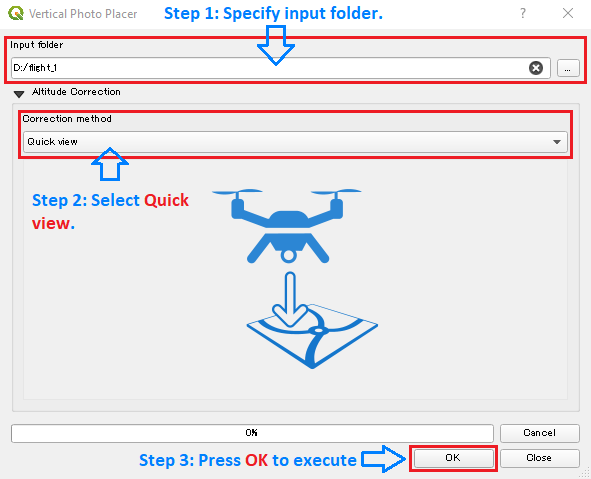 Vertical Photo Placer
Step 1: Specify input folder.
?
Input folder
D:/flight_1
...
Altitude Correction
Correction method
Quick view
Step 2: Select Quick
view.
0%
Cancel
Step 3: Press OK to execute
OK
Close